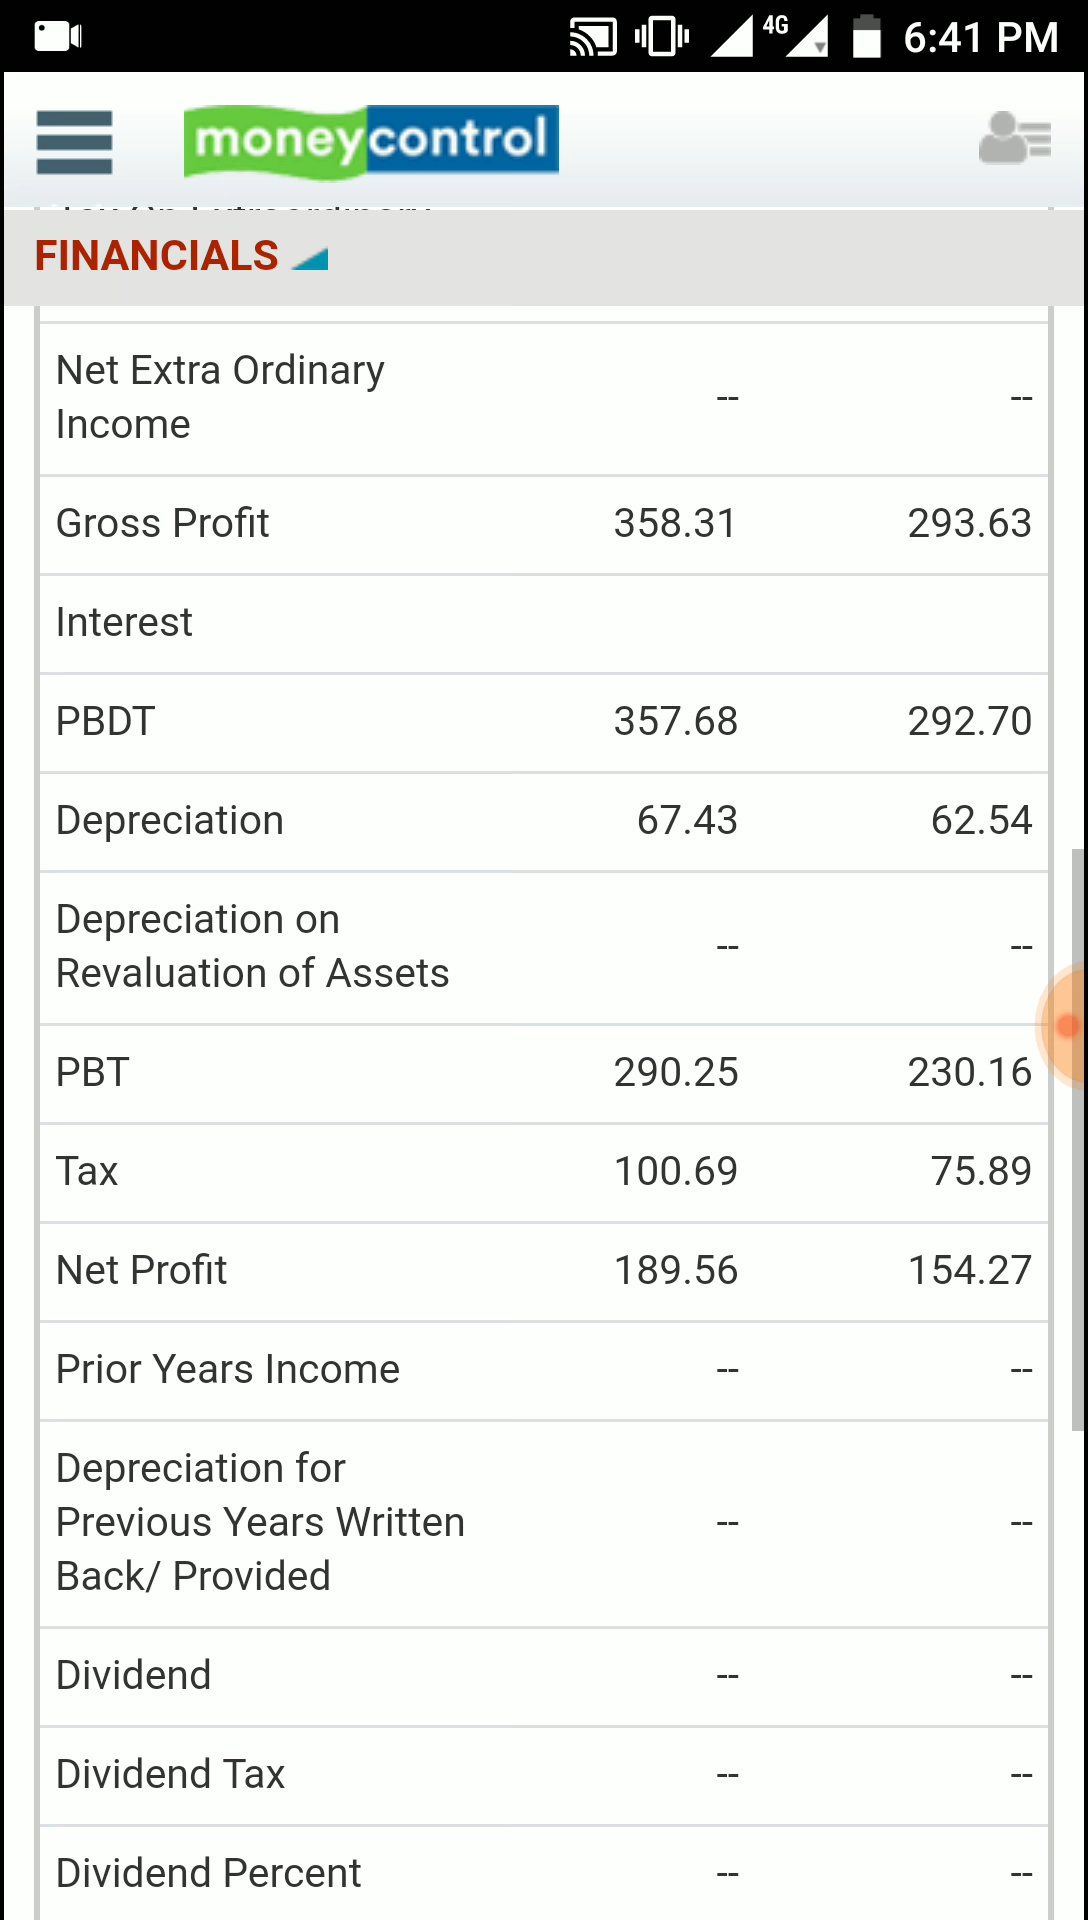 4G 6:41 PM
moneycontrol
FINANCIALS
Net Extra Ordinary
Income -- --
Gross Profit 358.31 293.63
Interest
PBDT 357.68 292.70
Depreciation 67.43 62.54
Depreciation on
Revaluation of Assets -- --
PBT 290.25 230.16
Tax 100.69 75.89
Net Profit 189.56 154.27
Prior Years Income -- --
Depreciation for
Previous Years Written -- --
Back/ Provided
Dividend -- --
Dividend Tax -- --
Dividend Percent -- --